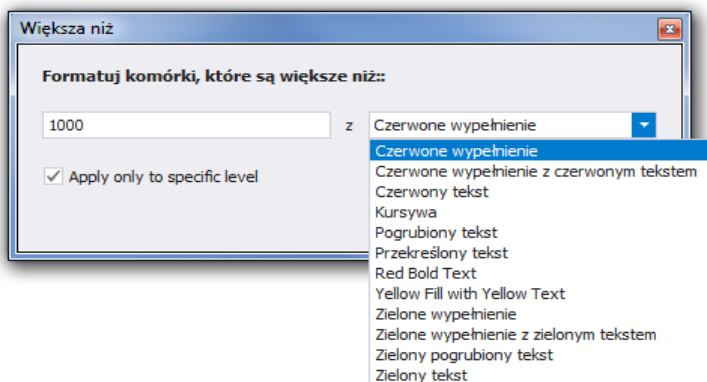 Większa niż
Formatuj komórki, które są większe niż::
1000 z Czerwone wypełnienie
Apply only to specific level
Czerwone wypełnienie
Czerwone wypełnienie z czerwonym tekstem
Czerwony tekst
Kursywa
Pogrubiony tekst
Przekreślony tekst
Red Bold Text
Yellow Fill with Yellow Text
Zielone wypełnienie
Zielone wypełnienie z zielonym tekstem
Zielony pogrubiony tekst
Zielony tekst